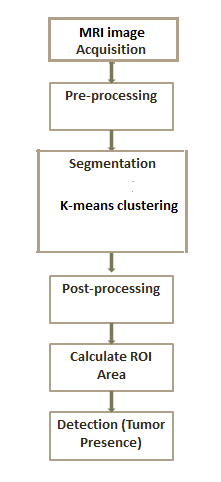 MRI image
Acquisition
Pre-processing
Segmentation
K-means clustering
Post-processing
Calculate ROI
Area
Detection (Tumor
Presence)